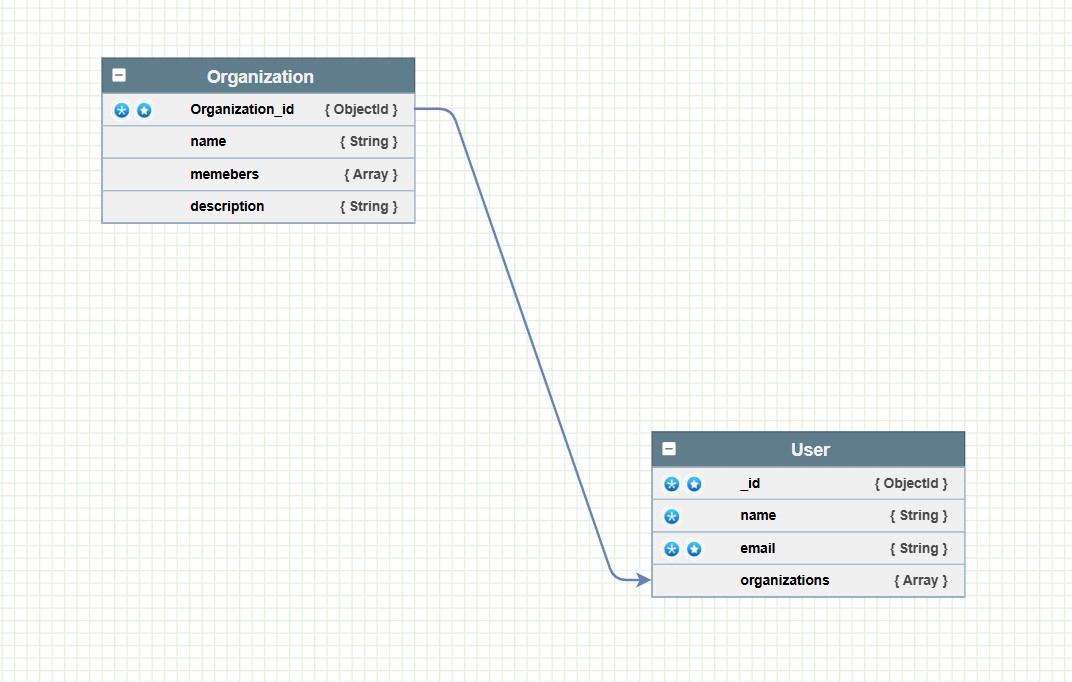 Organization
Organization_id { ObjectId }
name { String }
memebers { Array }
description { String }
User
_id { ObjectId }
name { String }
email { String }
organizations { Array }